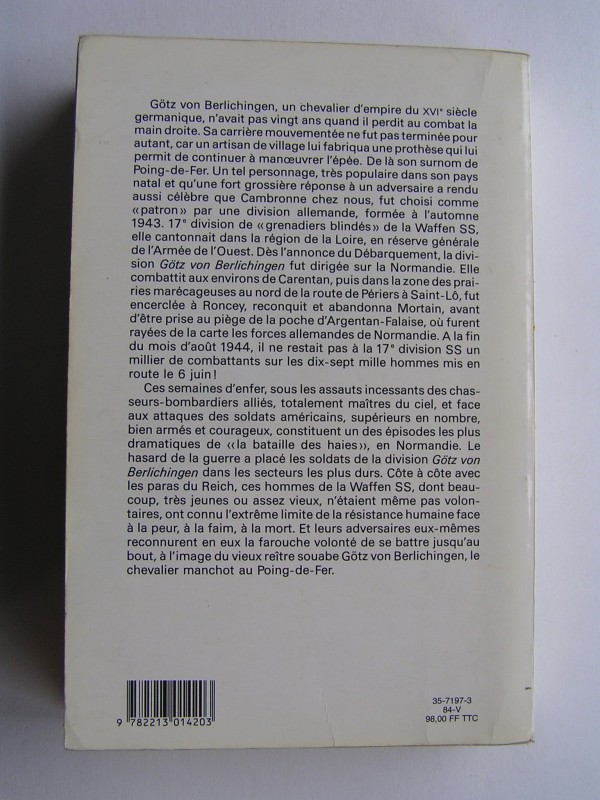 Götz von Berlichingen, un chevalier d'empire du XVIe siècle
germanique, n'avait pas vingt ans quand il perdit au combat la
main droite. Sa carrière mouvementée ne fut pas terminée pour
autant, car un artisan de village lui fabriqua une prothèse qui lui
permit de continuer à manœuvrer l'épée. De là son surnom de
Poing-de-Fer. Un tel personnage, très populaire dans son pays
natal et qu'une fort grossière réponse à un adversaire a rendu
aussi célèbre que Cambronne chez nous, fut choisi comme
«patron» par une division allemande, formée à l'automne
1943. 17e division de «grenadiers blindés» de la Waffen SS,
elle cantonnait dans la région de la Loire, en réserve générale
de l'Armée de l'Ouest. Dès l'annonce du Débarquement, la divi-
sion Götz von Berlichingen fut dirigée sur la Normandie. Elle
combattit aux environs de Carentan, puis dans la zone des prai-
ries marécageuses au nord de la route de Périers à Saint-Lô, fut
encerclée à Roncey, reconquit et abandonna Mortain, avant
d'être prise au piège de la poche d'Argentan-Falaise, où furent
rayées de la carte les forces allemandes de Normandie. A la fin
du mois d'août 1944, il ne restait pas à la 17e division SS un
millier de combattants sur les dix-sept mille hommes mis en
route le 6 juin!
Ces semaines d'enfer, sous les assauts incessants des chas-
seurs-bombardiers alliés, totalement maîtres du ciel, et face
aux attaques des soldats américains, supérieurs en nombre,
bien armés et courageux, constituent un des épisodes les plus
dramatiques de «la bataille des haies», en Normandie. Le
hasard de la guerre a placé les soldats de la division Götz von
Berlichingen dans les secteurs les plus durs. Côte à côte avec
les paras du Reich, ces hommes de la Waffen SS, dont beau-
coup, très jeunes ou assez vieux, n'étaient même pas volon-
taires, ont connu l'extrême limite de la résistance humaine face
à la peur, à la faim, à la mort. Et leurs adversaires eux-mêmes
reconnurent en eux la farouche volonté de se battre jusqu'au
bout, à l'image du vieux reître souabe Götz von Berlichingen, le
chevalier manchot au Poing-de-Fer.
9 782213 014203
35-7197-3
84-V
98,00 FF TTC